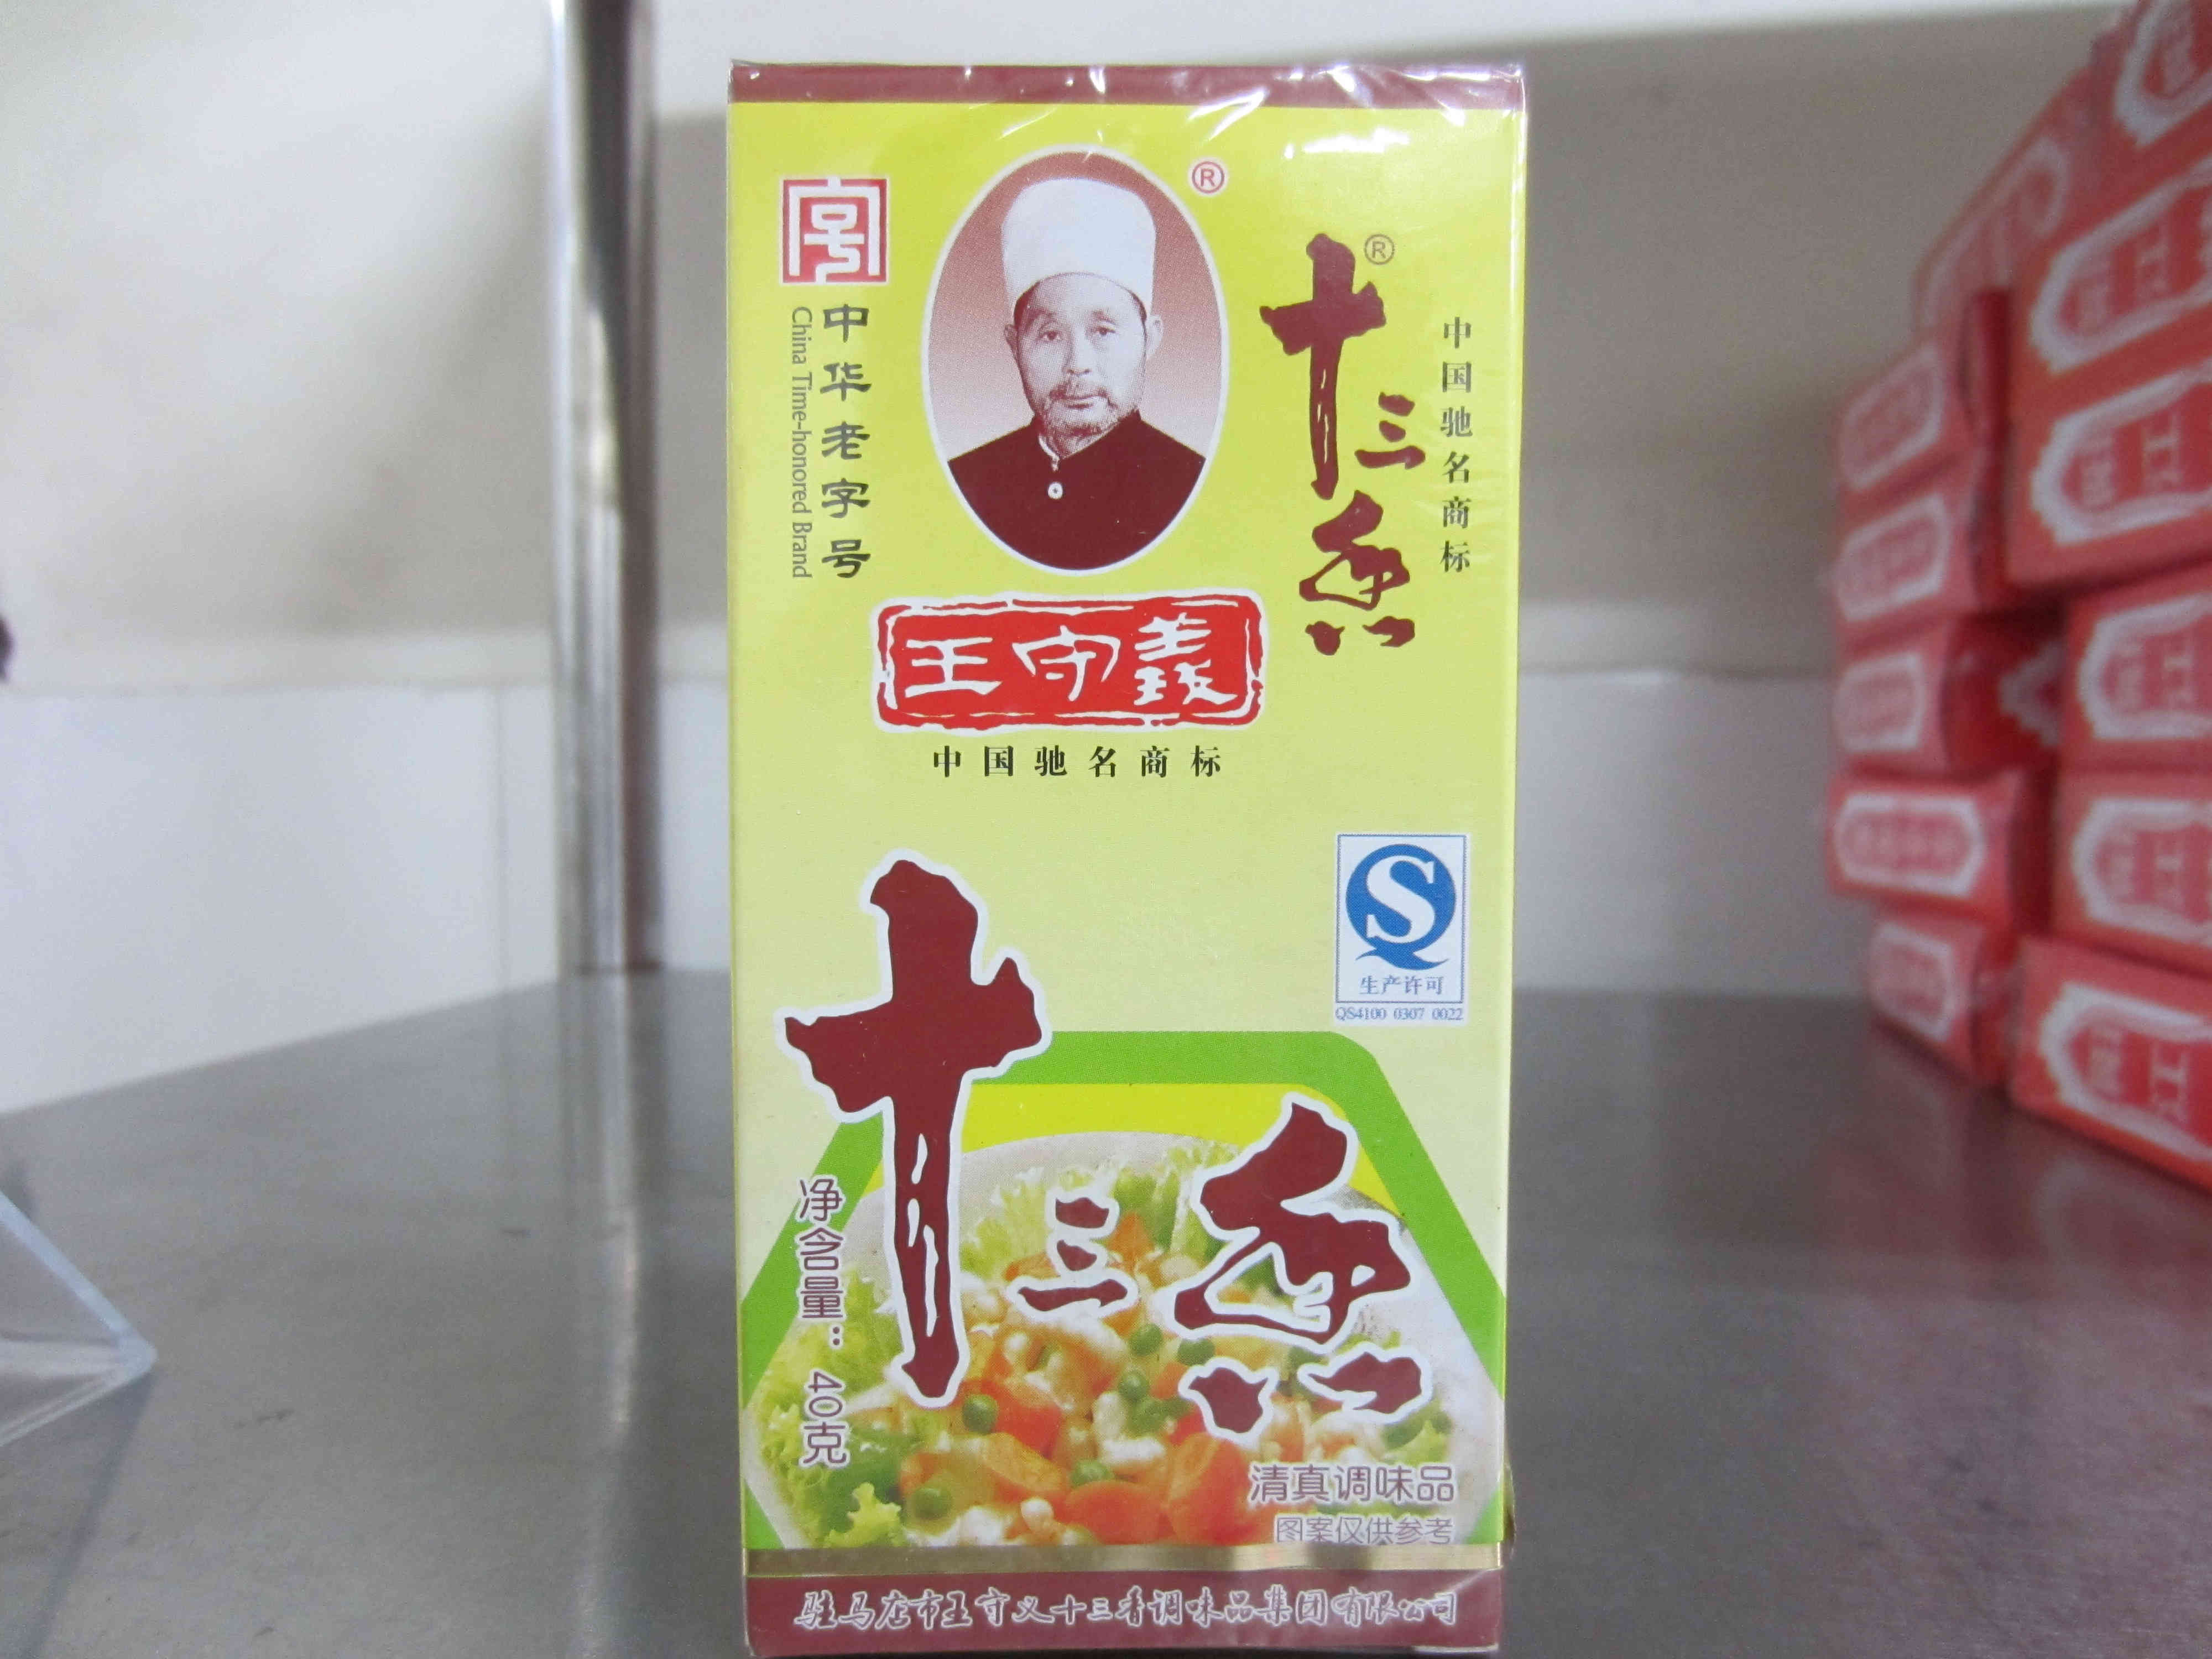 号
中华老字号
China Time-honored Brand
®
十三香
®
中国驰名商标
王守義
中国驰名商标
S
生产许可
QS4100 0307 0022
十三香
净含量：40克
清真调味品
图案仅供参考
驻马店市王守义十三香调味品集团有限公司